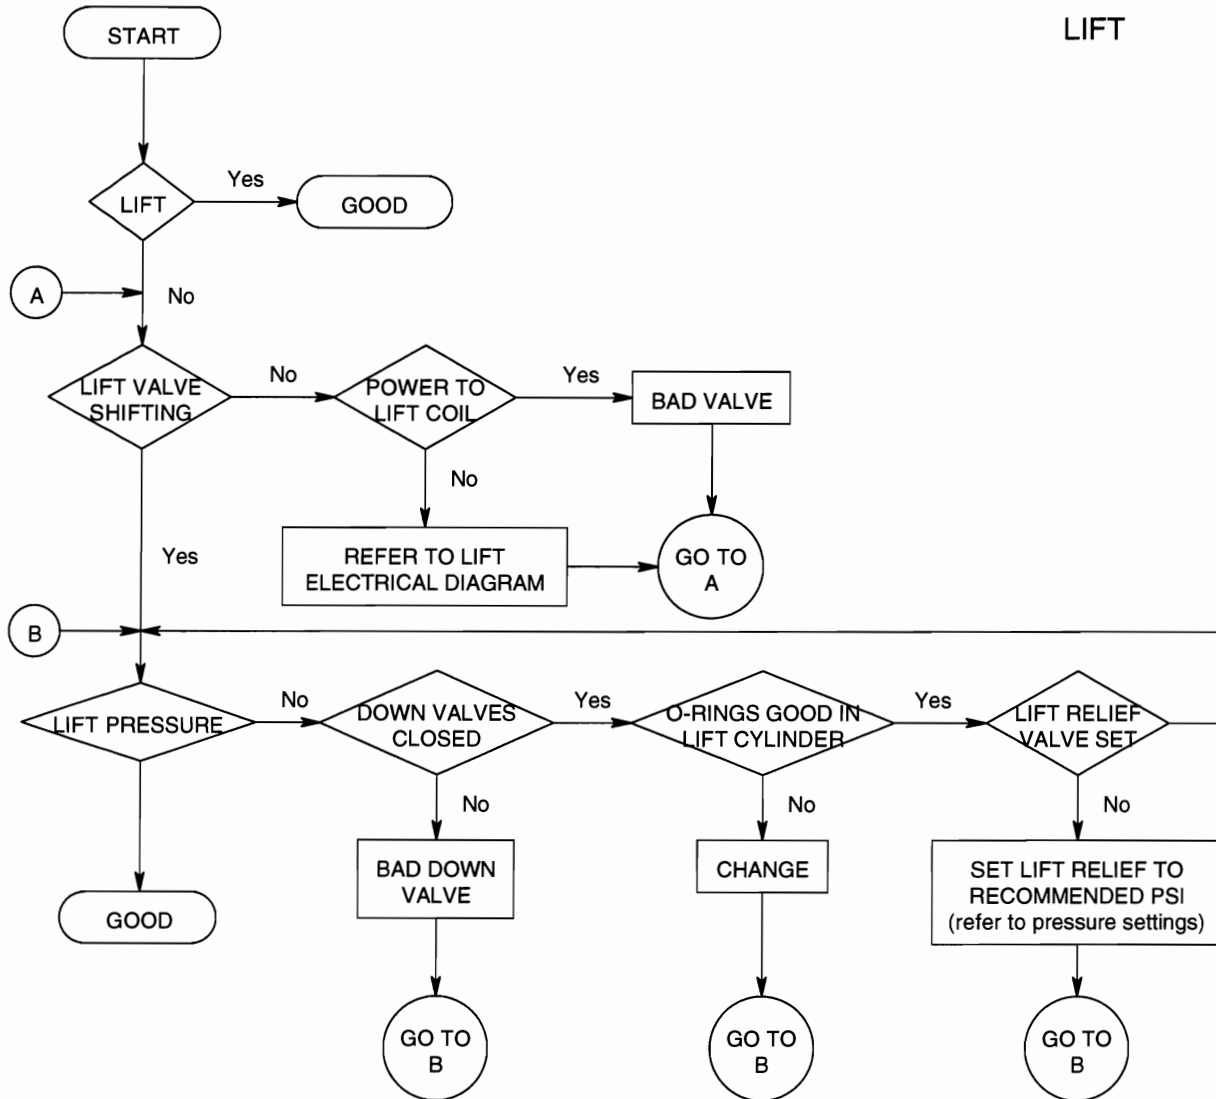 LIFT
START
LIFT
Yes
GOOD
A
No
LIFT VALVE
SHIFTING
No
POWER TO
LIFT COIL
Yes
BAD VALVE
No
Yes
REFER TO LIFT
ELECTRICAL DIAGRAM
GO TO
A
B
LIFT PRESSURE
No
DOWN VALVES
CLOSED
Yes
O-RINGS GOOD IN
LIFT CYLINDER
Yes
LIFT RELIEF
VALVE SET
No
No
No
BAD DOWN
VALVE
CHANGE
SET LIFT RELIEF TO
RECOMMENDED PSI
(refer to pressure settings)
GOOD
GO TO
B
GO TO
B
GO TO
B